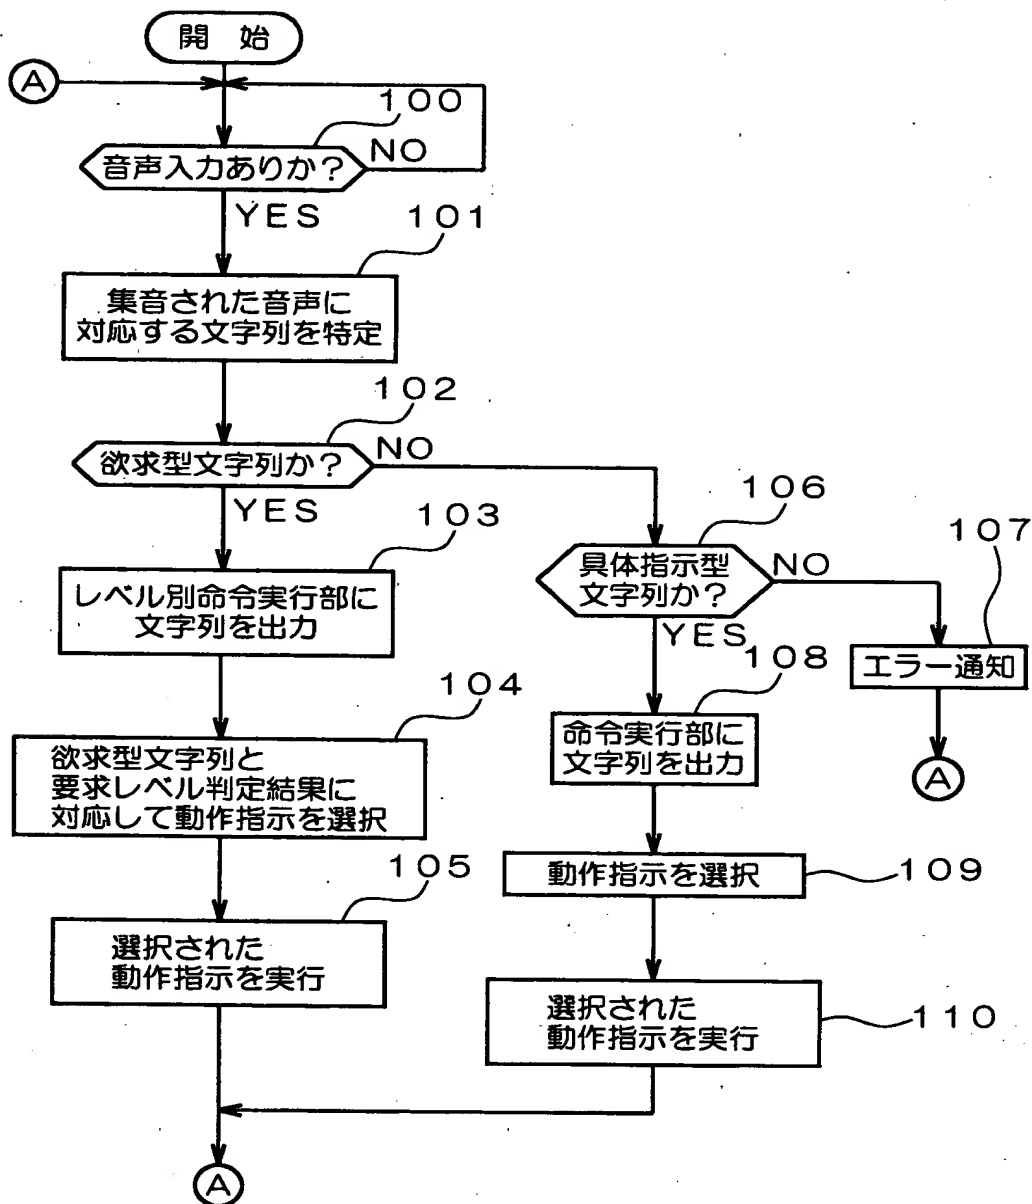 開 始
A
100
音声入力ありか?
NO
YES
101
集音された音声に
対応する文字列を特定
102
欲求型文字列か?
NO
YES
103
レベル別命令実行部に
文字列を出力
104
欲求型文字列と
要求レベル判定結果に
対応して動作指示を選択
105
選択された
動作指示を実行
106
具体指示型
文字列か?
NO
YES
107
エラー通知
A
108
命令実行部に
文字列を出力
動作指示を選択
109
選択された
動作指示を実行
110
A